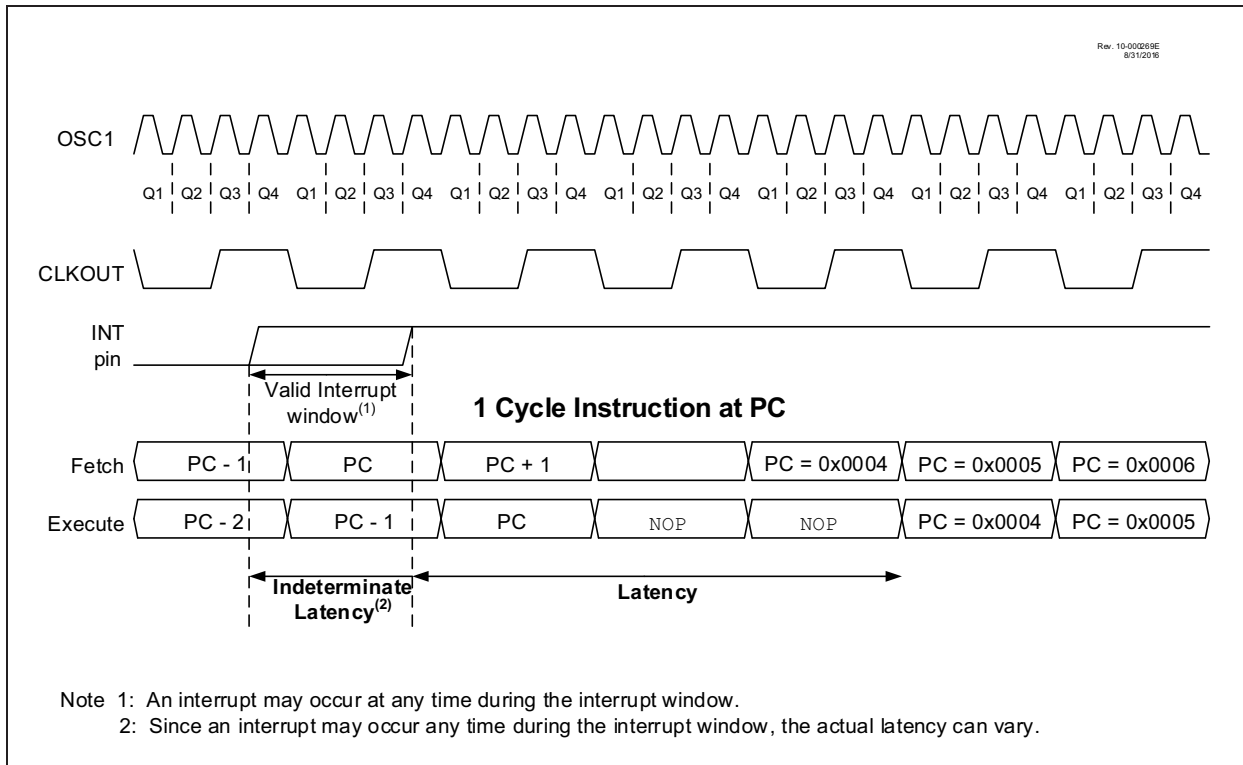 Rev. 10-000269E
8/31/2016
OSC1
Q1 Q2 Q3 Q4 Q1 Q2 Q3 Q4 Q1 Q2 Q3 Q4 Q1 Q2 Q3 Q4 Q1 Q2 Q3 Q4 Q1 Q2 Q3 Q4 Q1 Q2 Q3 Q4
CLKOUT
INT
pin
Valid Interrupt
window(1)
1 Cycle Instruction at PC
Fetch PC - 1 PC PC + 1 PC = 0x0004 PC = 0x0005 PC = 0x0006
Execute PC - 2 PC - 1 PC NOP NOP PC = 0x0004 PC = 0x0005
Indeterminate
Latency(2)
Latency
Note 1: An interrupt may occur at any time during the interrupt window.
2: Since an interrupt may occur any time during the interrupt window, the actual latency can vary.